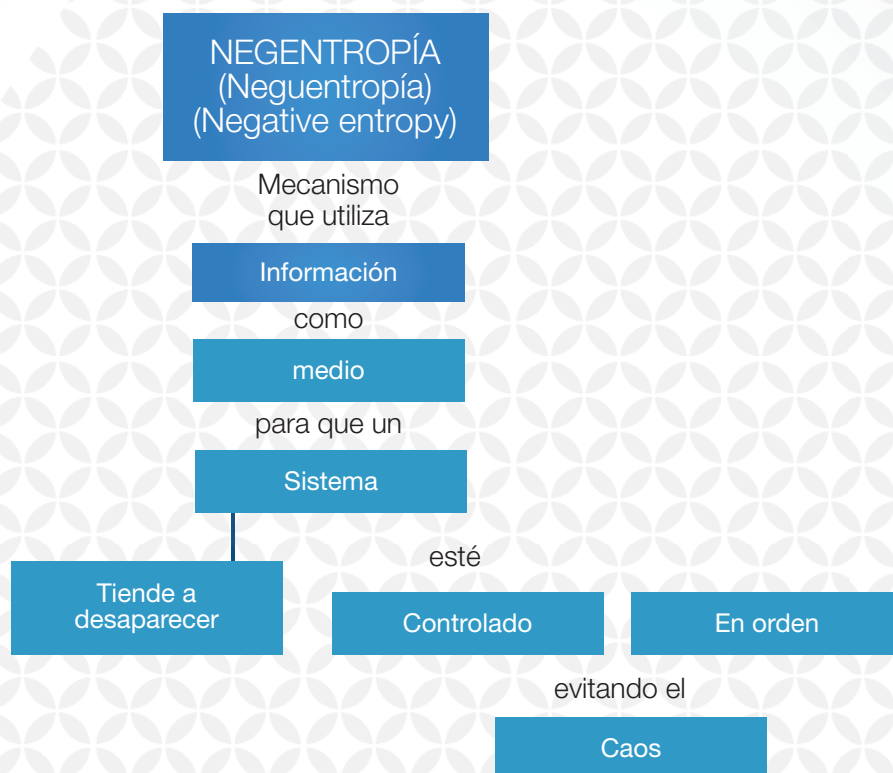 NEGENTROPÍA
(Neguentropía)
(Negative entropy)
Mecanismo
que utiliza
Información
como
medio
para que un
Sistema
esté
Tiende a
desaparecer
Controlado
En orden
evitando el
Caos